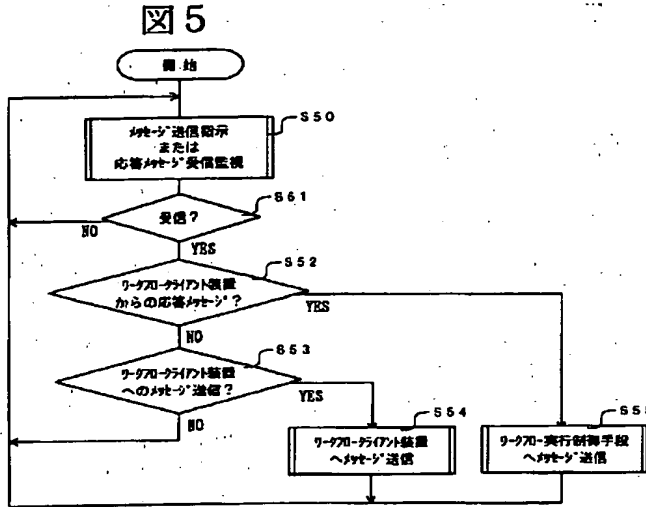 図5
開始
S50
メッセージ送信指示
または
応答メッセージ受信監視
S51
受信?
NO
YES
S52
ワークフロークライアント装置
からの応答メッセージ?
YES
NO
S53
ワークフロークライアント装置
へのメッセージ送信?
YES
NO
S54
ワークフロークライアント装置
へメッセージ送信
S55
ワークフロー実行制御手段
へメッセージ送信